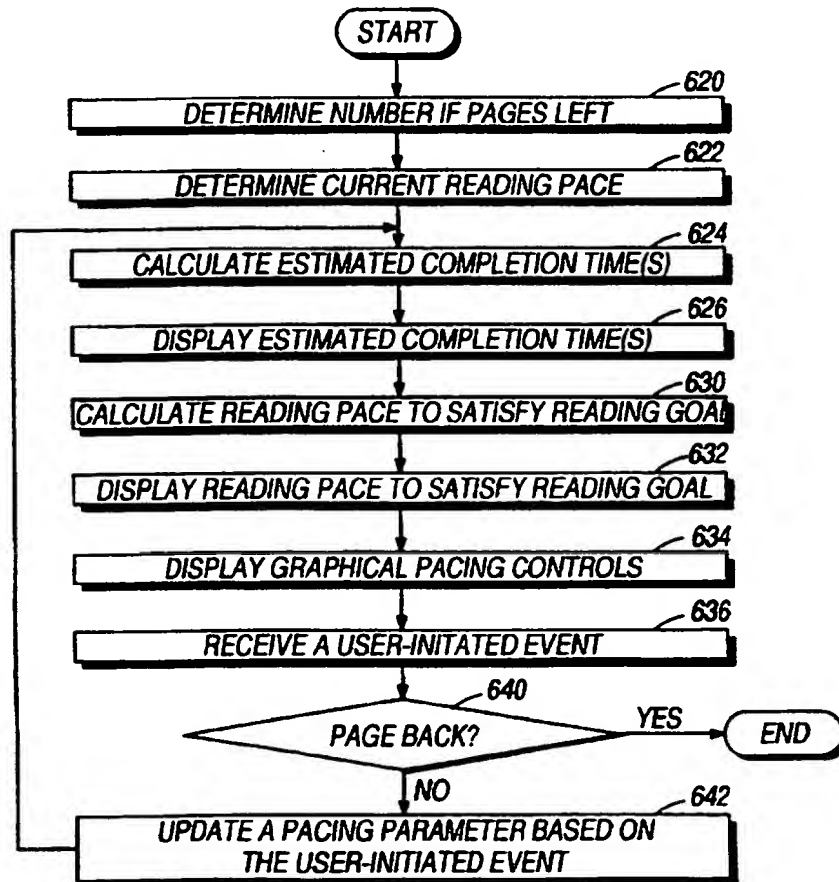 START
620
DETERMINE NUMBER IF PAGES LEFT
622
DETERMINE CURRENT READING PACE
624
CALCULATE ESTIMATED COMPLETION TIME(S)
626
DISPLAY ESTIMATED COMPLETION TIME(S)
630
CALCULATE READING PACE TO SATISFY READING GOAL
632
DISPLAY READING PACE TO SATISFY READING GOAL
634
DISPLAY GRAPHICAL PACING CONTROLS
636
RECEIVE A USER-INITATED EVENT
640
PAGE BACK?
YES
END
NO
642
UPDATE A PACING PARAMETER BASED ON
THE USER-INITIATED EVENT